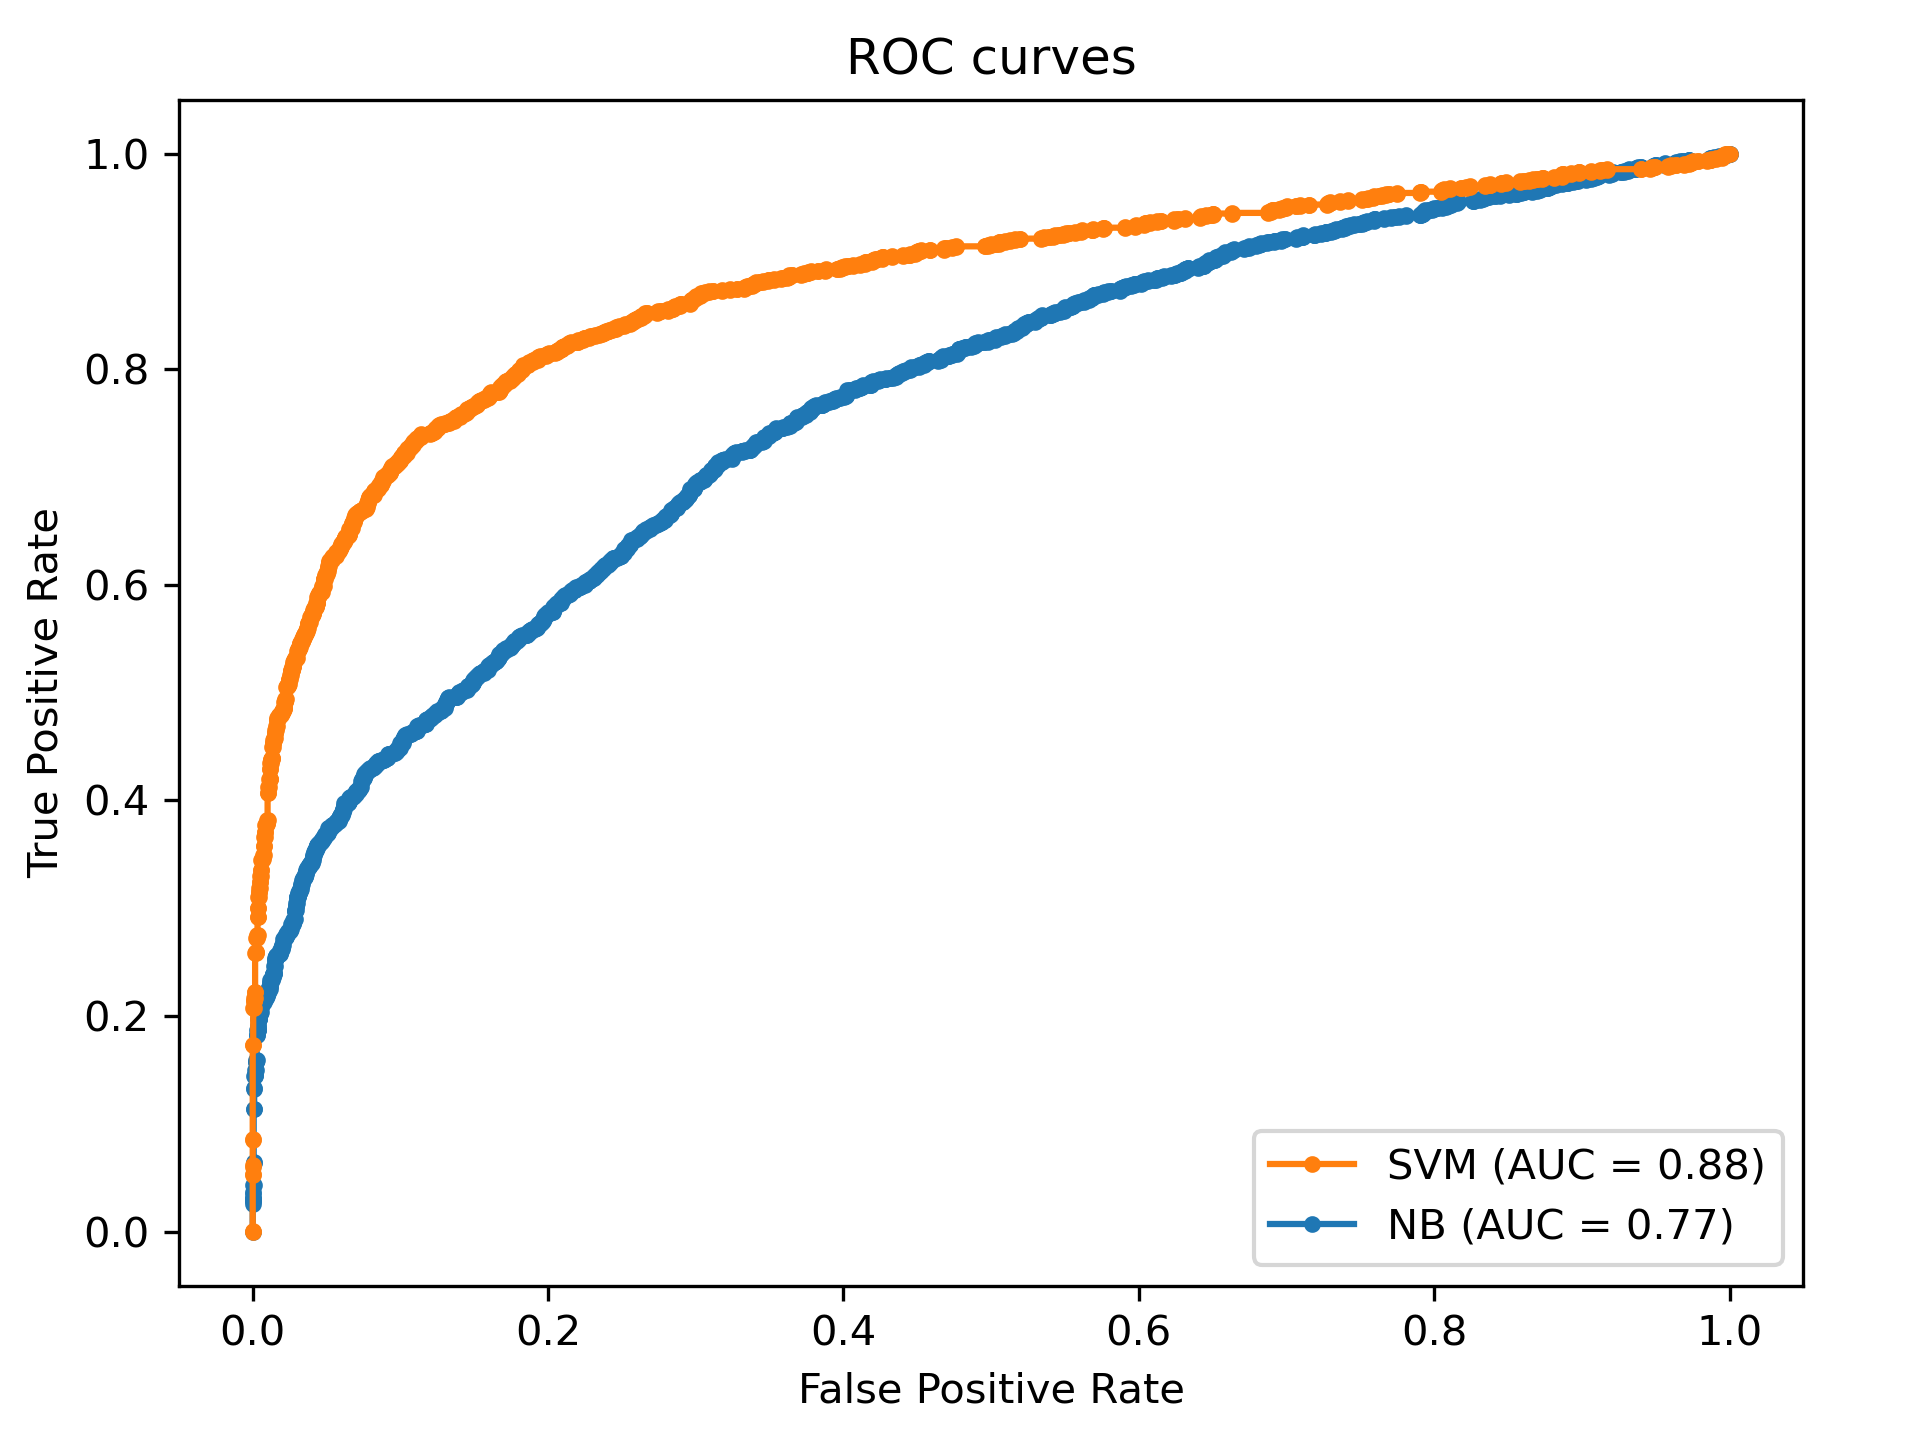 ROC curves
1.0
0.8
0.6
0.4
0.2
0.0
True Positive Rate
SVM (AUC = 0.88)
NB (AUC = 0.77)
0.0 0.2 0.4 0.6 0.8 1.0
False Positive Rate